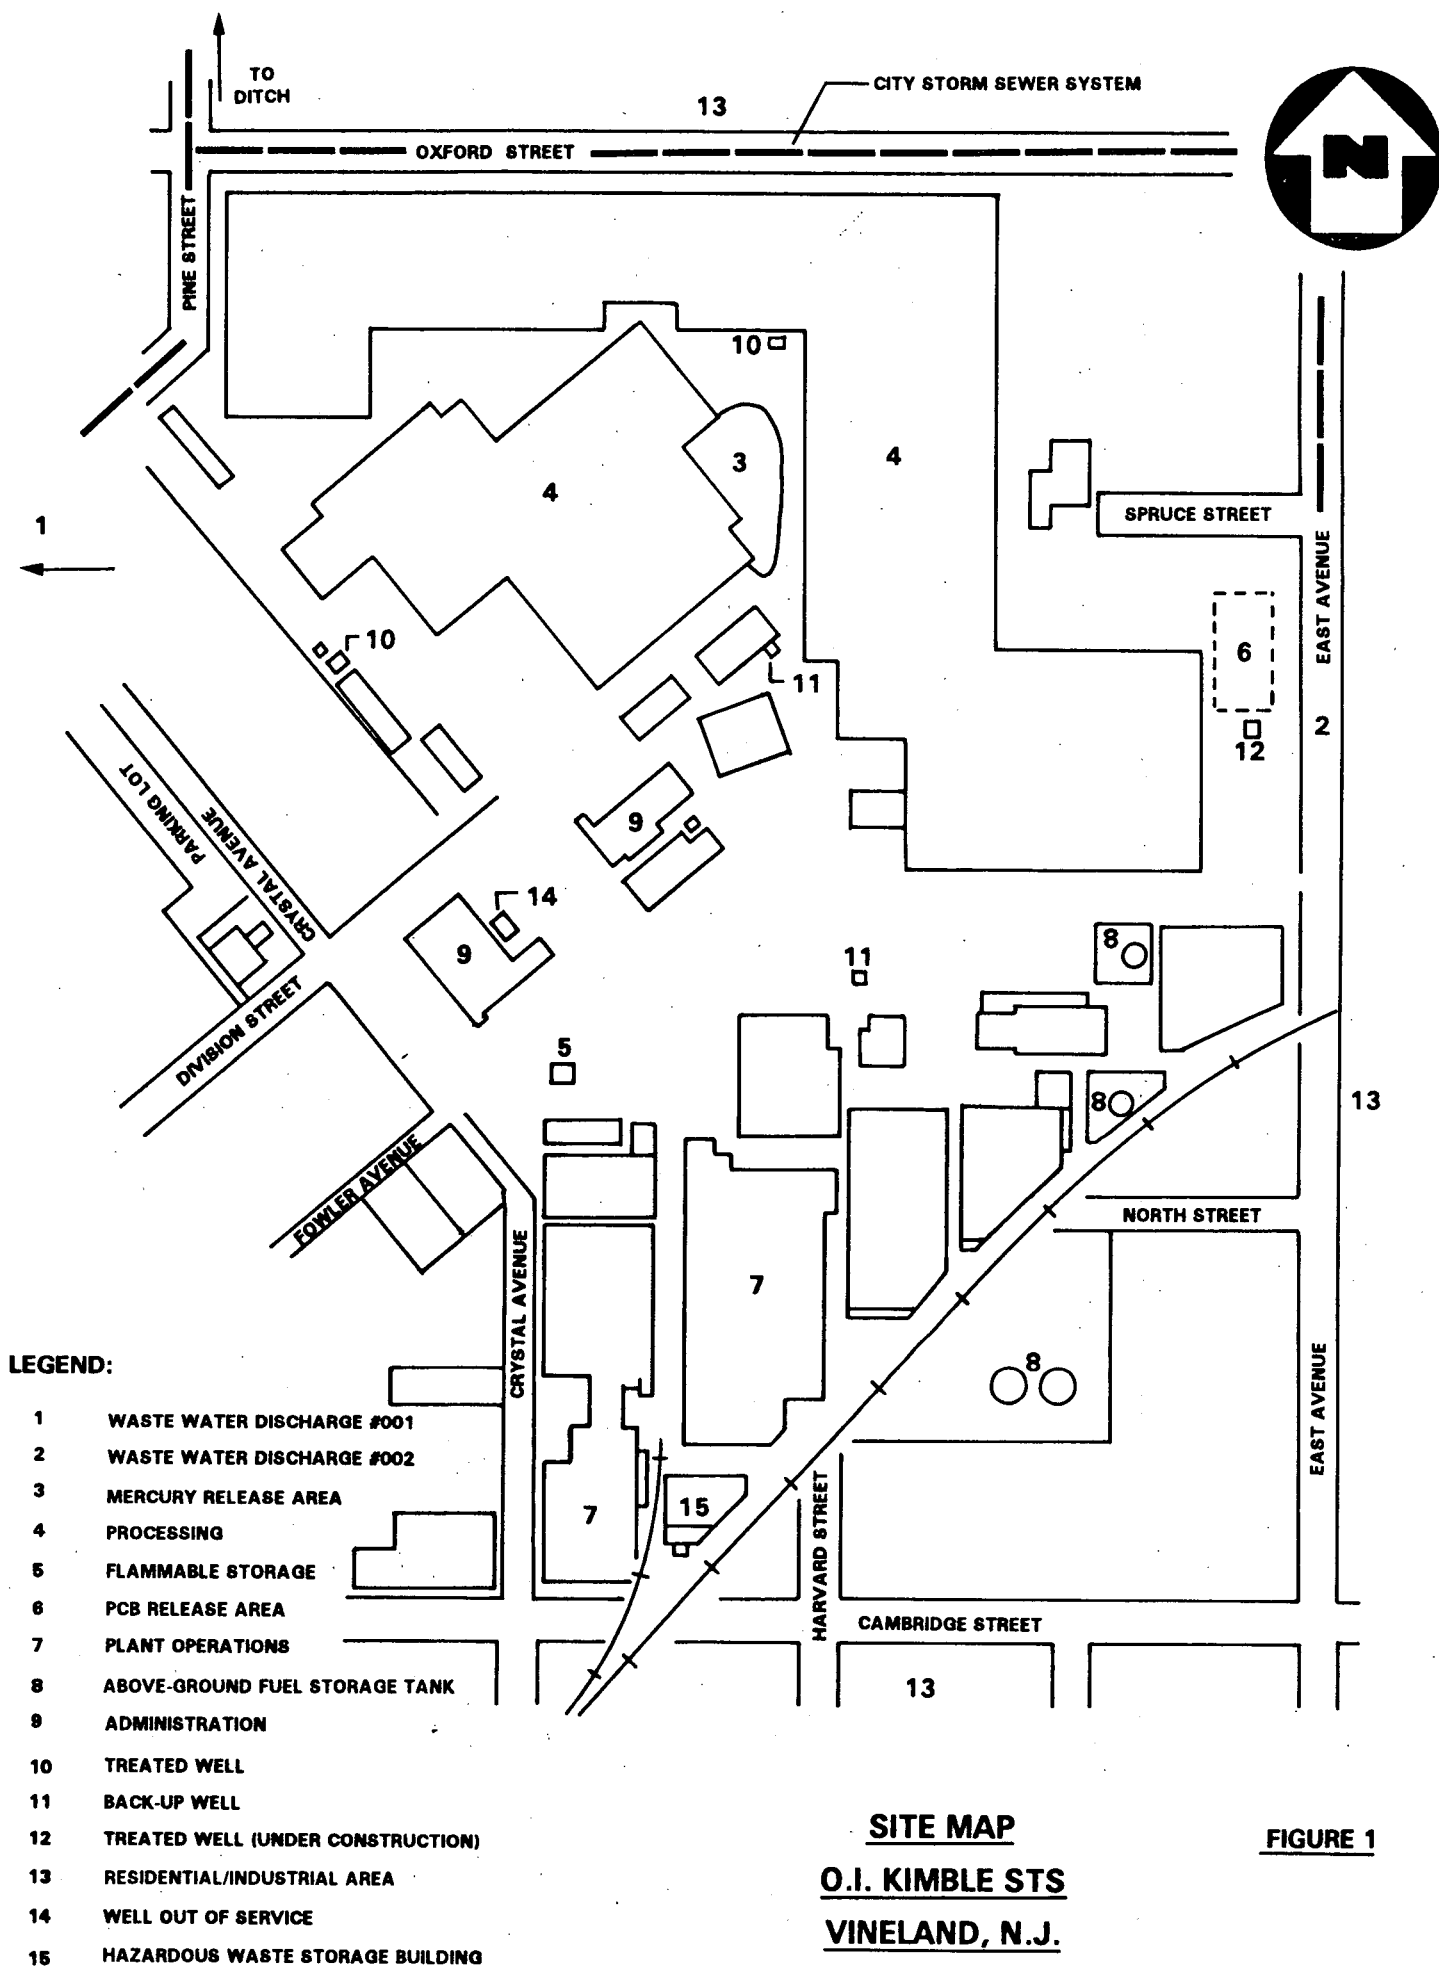 TO
DITCH
CITY STORM SEWER SYSTEM
13
OXFORD STREET
N
PINE STREET
10
3
4
4
SPRUCE STREET
1
EAST AVENUE
10
6
11
2
12
PARKING LOT
CRYSTAL AVENUE
9
14
9
8
11
DIVISION STREET
5
8
13
FOWLER AVENUE
NORTH STREET
CRYSTAL AVENUE
7
8
EAST AVENUE
7
15
HARVARD STREET
CAMBRIDGE STREET
13
LEGEND:
1 WASTE WATER DISCHARGE #001
2 WASTE WATER DISCHARGE #002
3 MERCURY RELEASE AREA
4 PROCESSING
5 FLAMMABLE STORAGE
6 PCB RELEASE AREA
7 PLANT OPERATIONS
8 ABOVE-GROUND FUEL STORAGE TANK
9 ADMINISTRATION
10 TREATED WELL
11 BACK-UP WELL
12 TREATED WELL (UNDER CONSTRUCTION)
13 RESIDENTIAL/INDUSTRIAL AREA
14 WELL OUT OF SERVICE
15 HAZARDOUS WASTE STORAGE BUILDING
SITE MAP
O.I. KIMBLE STS
VINELAND, N.J.
FIGURE 1